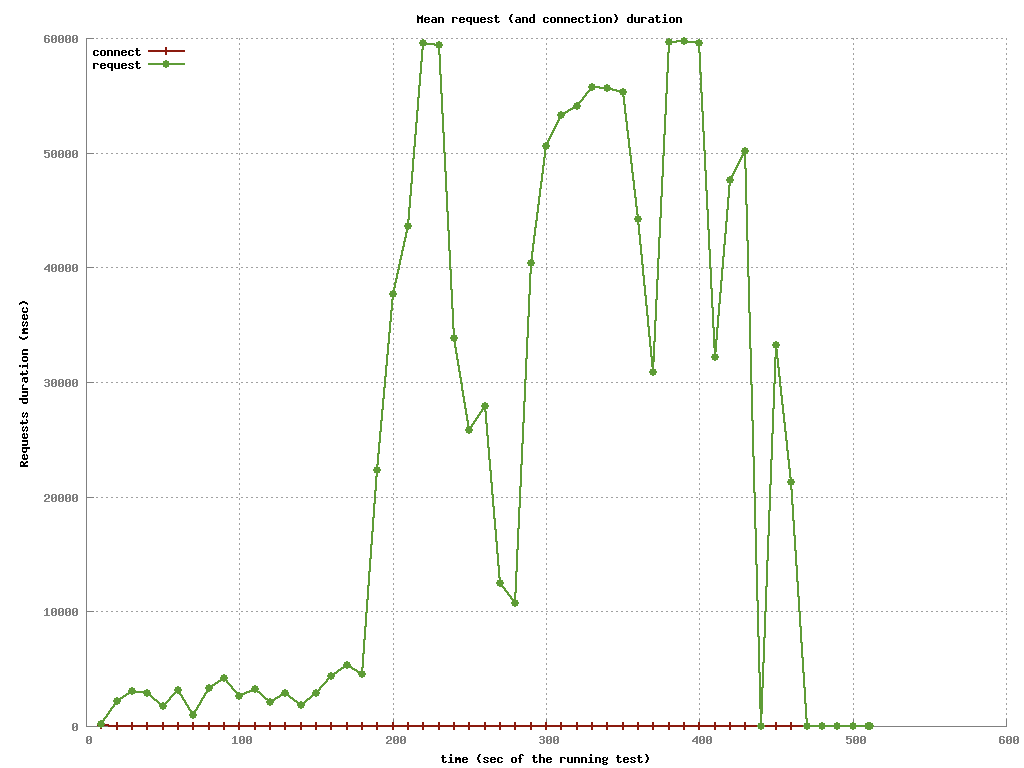 Mean request (and connection) duration
connect
request
Requests duration (msec)
60000
50000
40000
30000
20000
10000
0
0 100 200 300 400 500 600
time (sec of the running test)